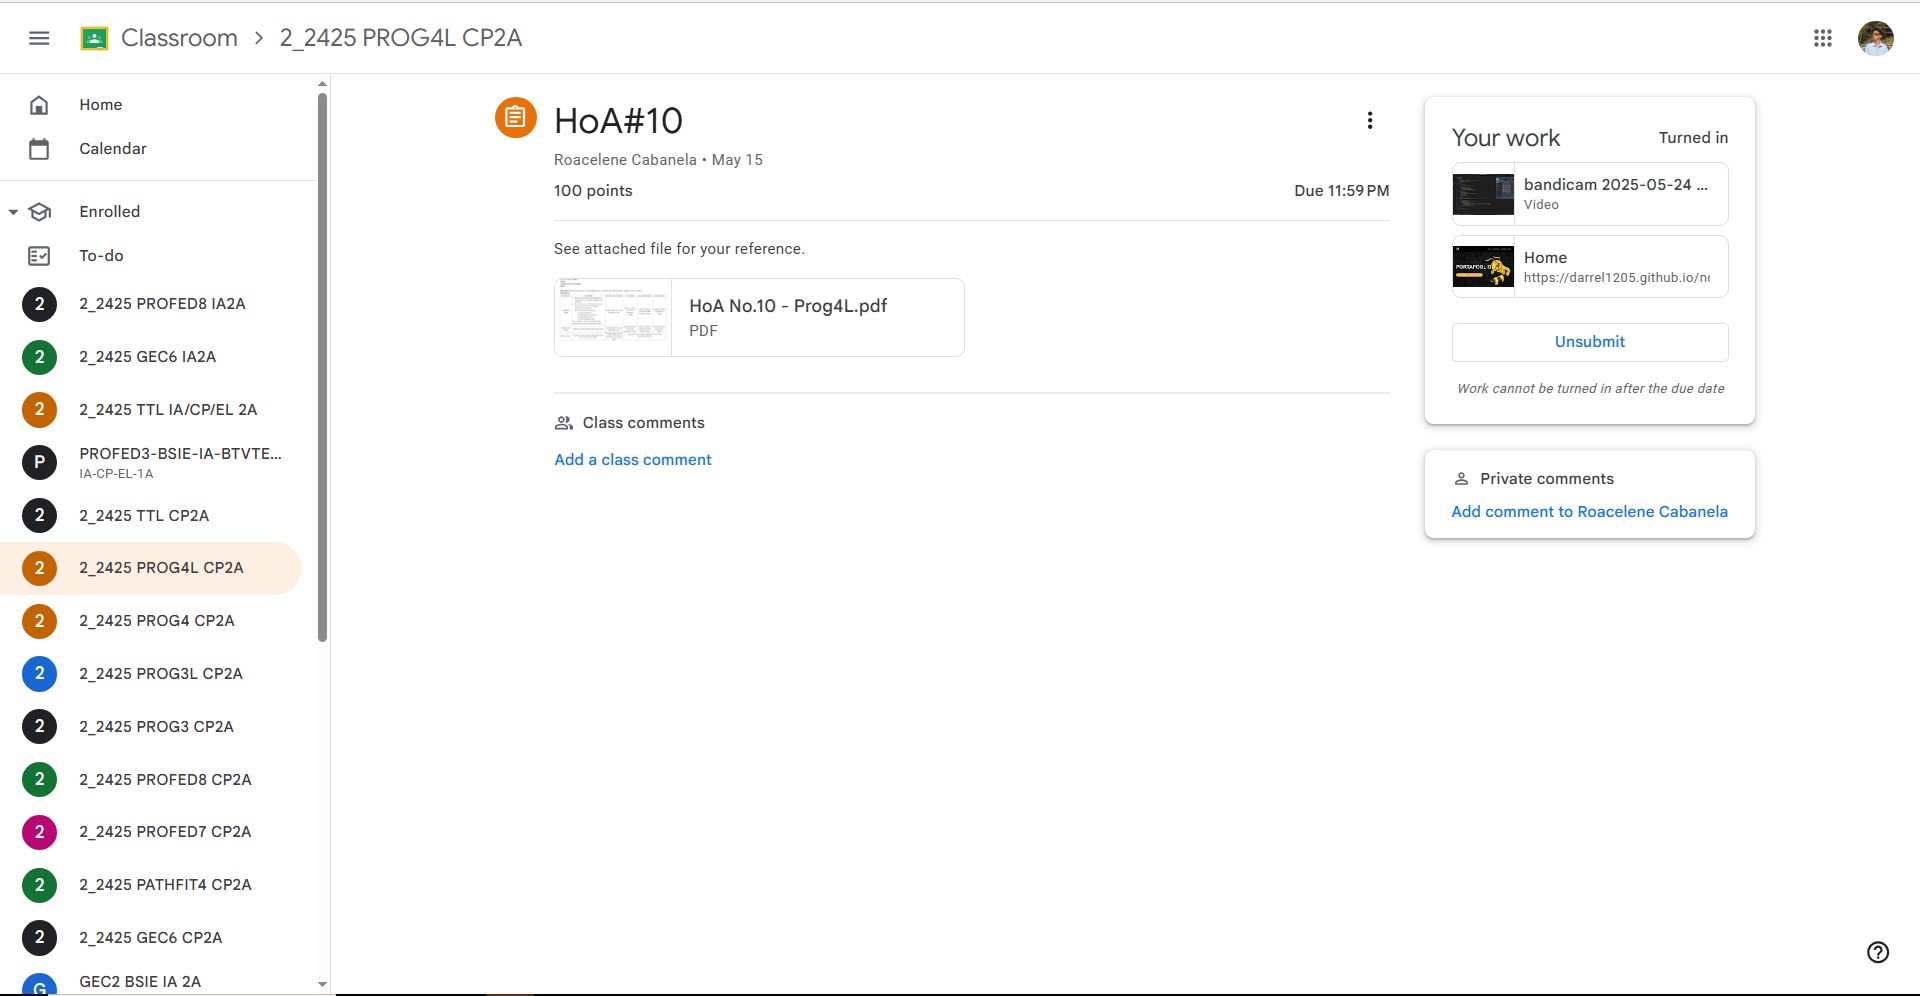 Classroom > 2_2425 PROG4L CP2A
Home
Calendar
Enrolled
To-do
2 2_2425 PROFED8 IA2A
2 2_2425 GEC6 IA2A
2 2_2425 TTL IA/CP/EL 2A
P PROFED3-BSIE-IA-BTVTE...
IA-CP-EL-1A
2 2_2425 TTL CP2A
2 2_2425 PROG4L CP2A
2 2_2425 PROG4 CP2A
2 2_2425 PROG3L CP2A
2 2_2425 PROG3 CP2A
2 2_2425 PROFED8 CP2A
2 2_2425 PROFED7 CP2A
2 2_2425 PATHFIT4 CP2A
2 2_2425 GEC6 CP2A
G GEC2 BSIE IA 2A
HoA#10
Roacelene Cabanela • May 15
100 points
Due 11:59 PM
See attached file for your reference.
HoA No.10 - Prog4L.pdf
PDF
Class comments
Add a class comment
Your work
Turned in
bandicam 2025-05-24 ...
Video
Home
https://darrel1205.github.io/n
Unsubmit
Work cannot be turned in after the due date
Private comments
Add comment to Roacelene Cabanela